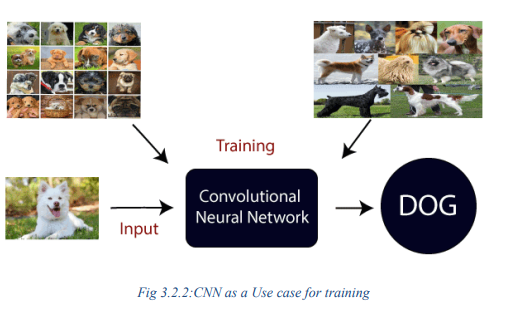 Training
Convolutional
Neural Network
DOG
Input
Fig 3.2.2:CNN as a Use case for training